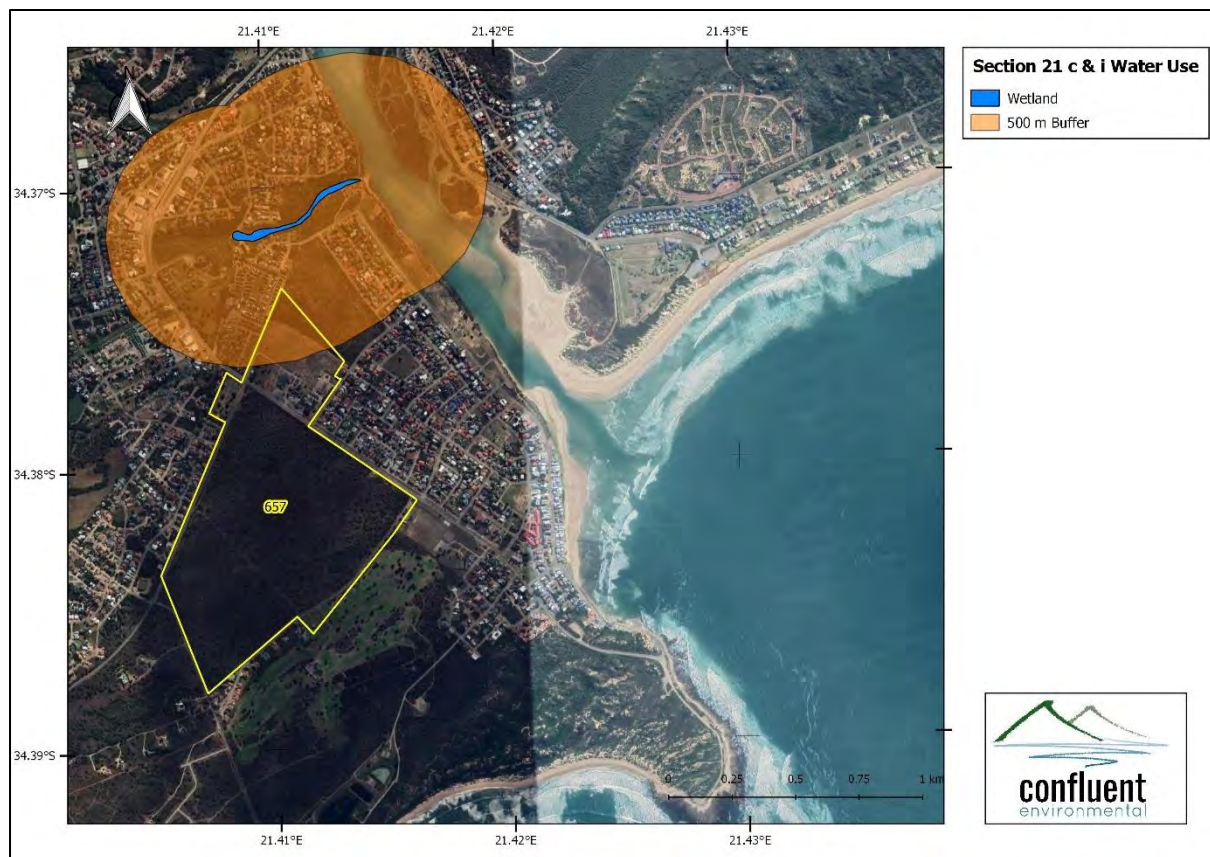 21.41°E 21.42°E 21.43°E
Section 21 c & i Water Use
Wetland
500 m Buffer
34.37°S
34.38°S
657
34.39°S
0 0.25 0.5 0.75 1 km
21.41°E 21.42°E 21.43°E
confluent
environmental